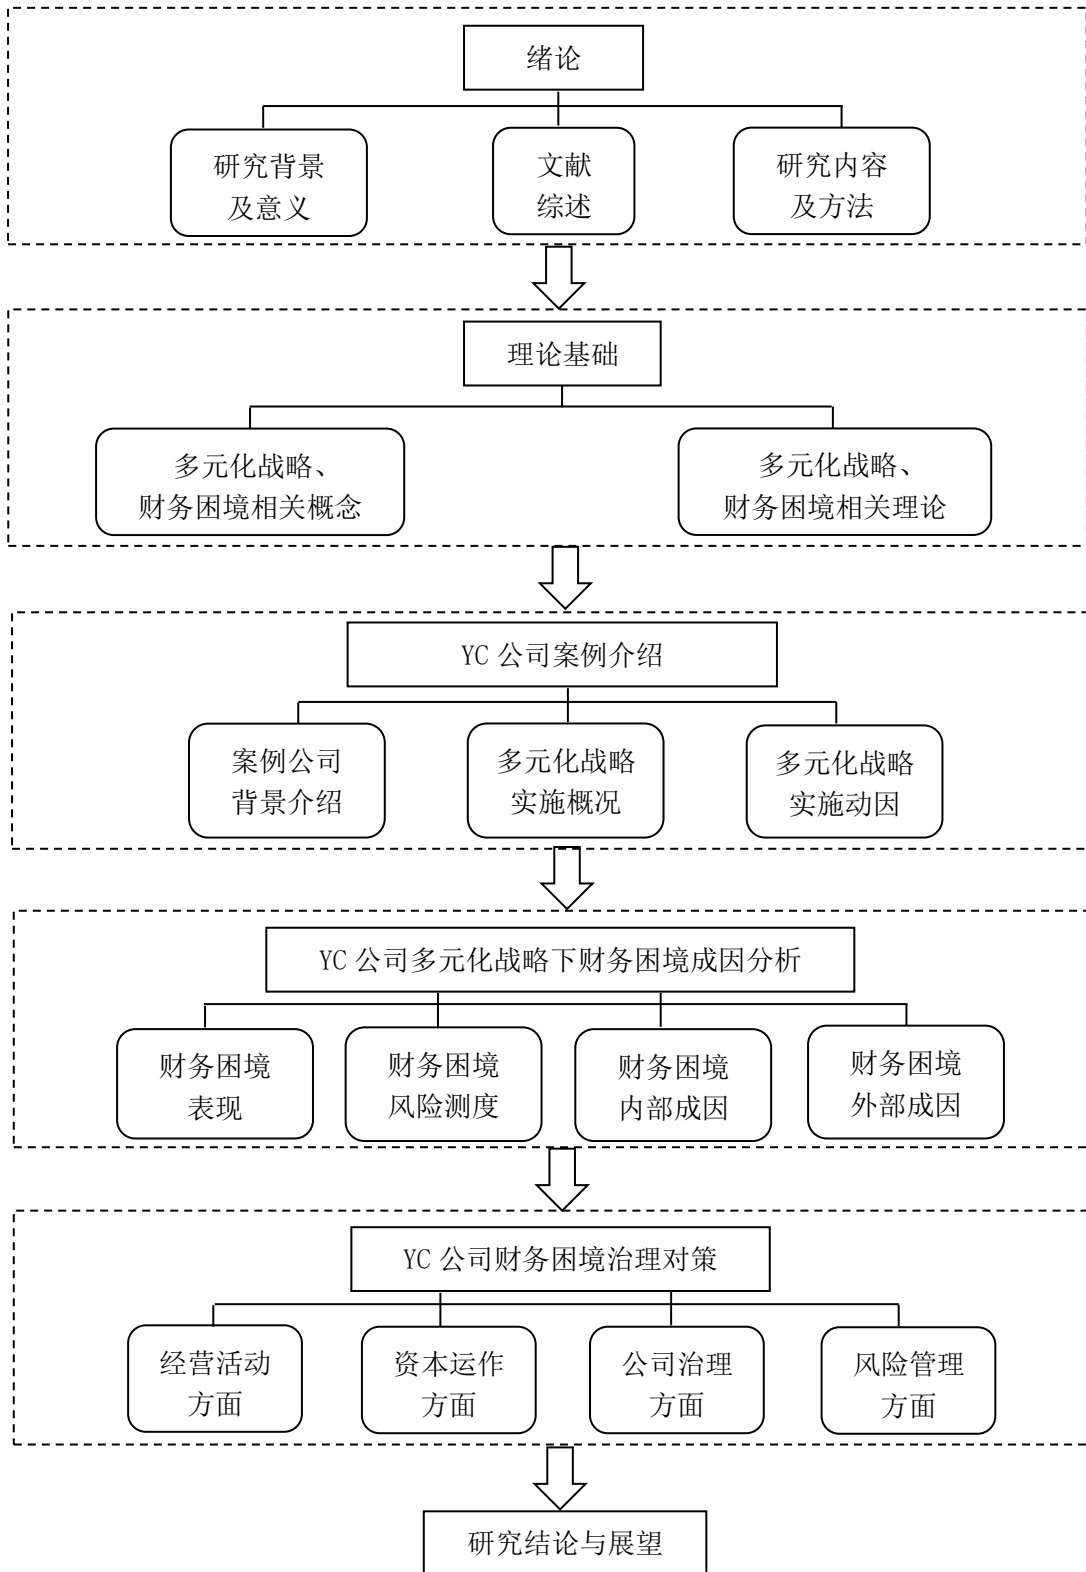 绪论
研究背景
及意义
文献
综述
研究内容
及方法
理论基础
多元化战略、
财务困境相关概念
多元化战略、
财务困境相关理论
YC 公司案例介绍
案例公司
背景介绍
多元化战略
实施概况
多元化战略
实施动因
YC 公司多元化战略下财务困境成因分析
财务困境
表现
财务困境
风险测度
财务困境
内部成因
财务困境
外部成因
YC 公司财务困境治理对策
经营活动
方面
资本运作
方面
公司治理
方面
风险管理
方面
研究结论与展望